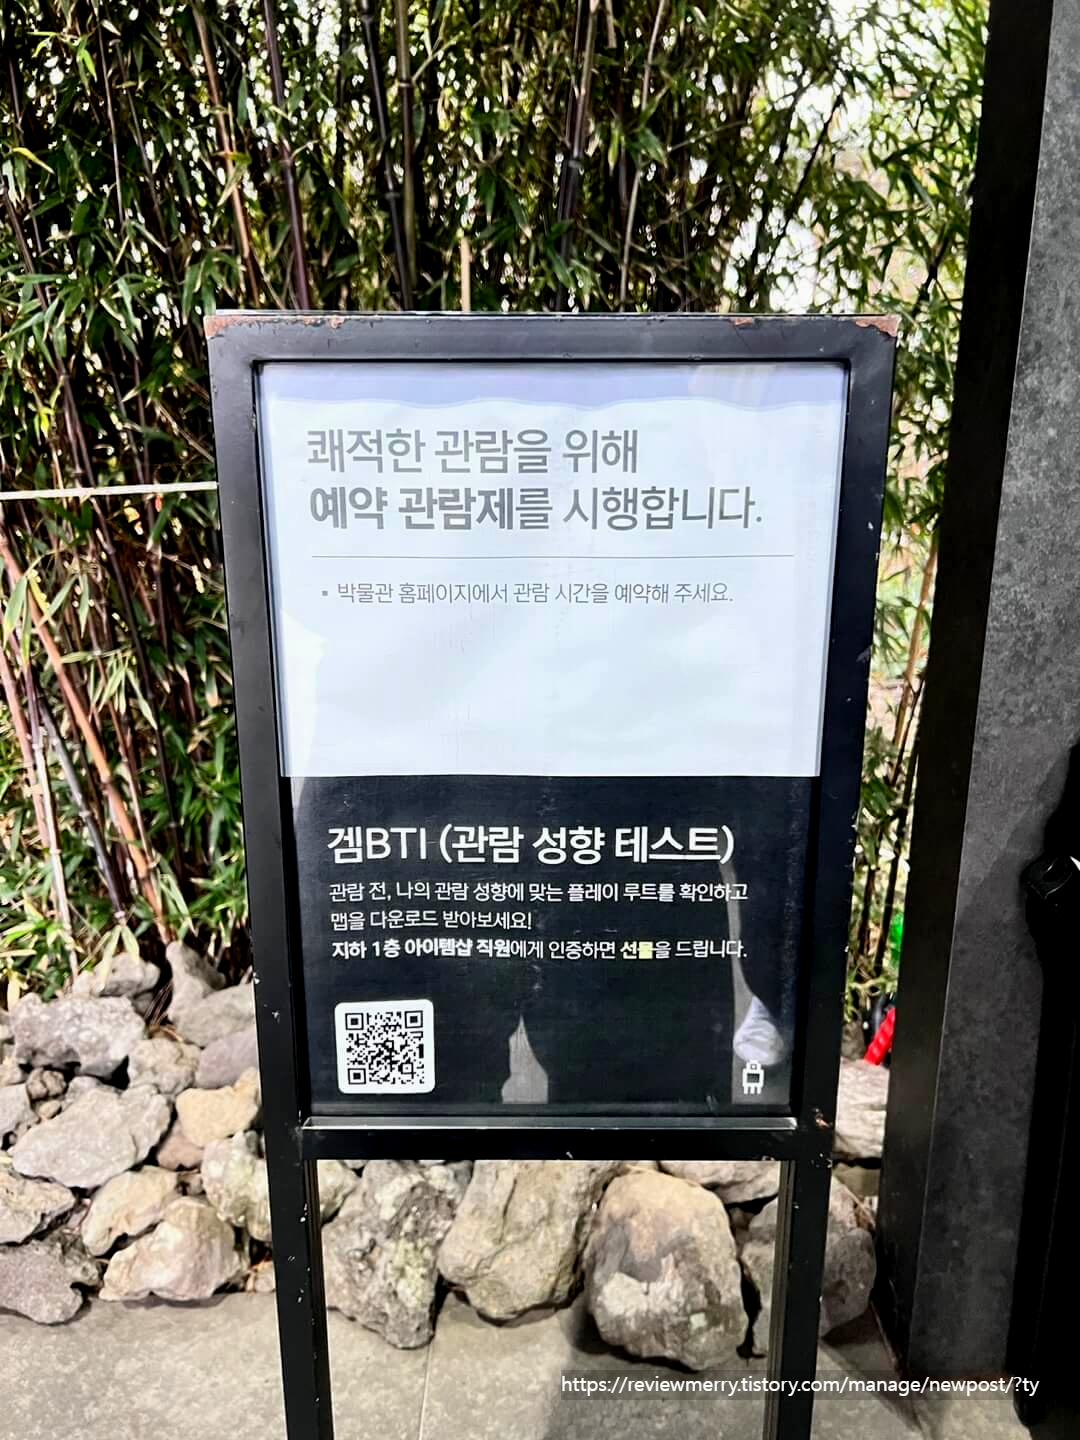 쾌적한 관람을 위해
예약 관람제를 시행합니다.
▪ 박물관 홈페이지에서 관람 시간을 예약해 주세요.
겜BTI (관람 성향 테스트)
관람 전, 나의 관람 성향에 맞는 플레이 루트를 확인하고
맵을 다운로드 받아보세요!
지하 1층 아이템샵 직원에게 인증하면 선물을 드립니다.
https://reviewmerry.tistory.com/manage/newpost/?ty